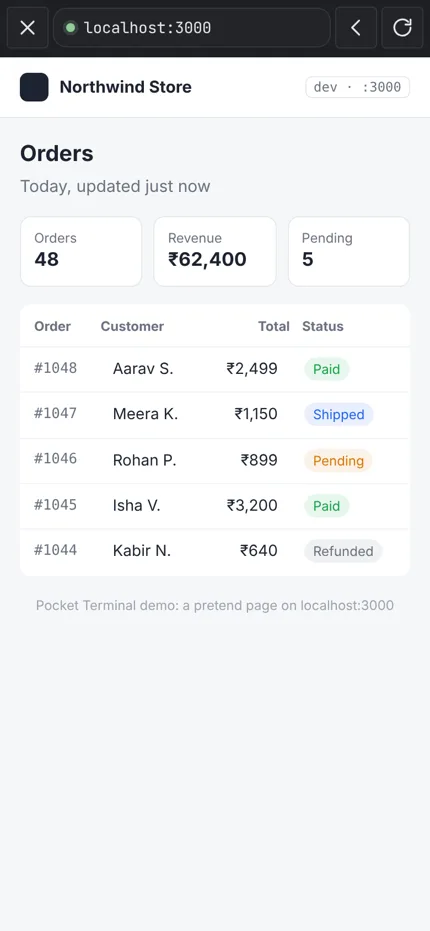 localhost:3000
Northwind Store
dev · :3000
Orders
Today, updated just now
Orders Revenue Pending
48 ₹62,400 5
Order Customer Total Status
#1048 Aarav S. ₹2,499 Paid
#1047 Meera K. ₹1,150 Shipped
#1046 Rohan P. ₹899 Pending
#1045 Isha V. ₹3,200 Paid
#1044 Kabir N. ₹640 Refunded
Pocket Terminal demo: a pretend page on localhost:3000